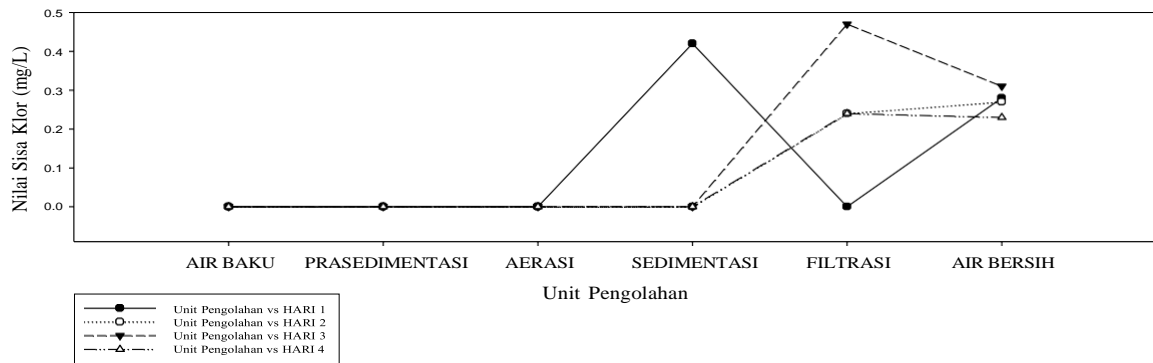 Nilai Sisa Klor (mg/L)
0.5
0.4
0.3
0.2
0.1
0.0
AIR BAKU PRASEDIMENTASI AERASI SEDIMENTASI FILTRASI AIR BERSIH
Unit Pengolahan
Unit Pengolahan vs HARI 1
Unit Pengolahan vs HARI 2
Unit Pengolahan vs HARI 3
Unit Pengolahan vs HARI 4